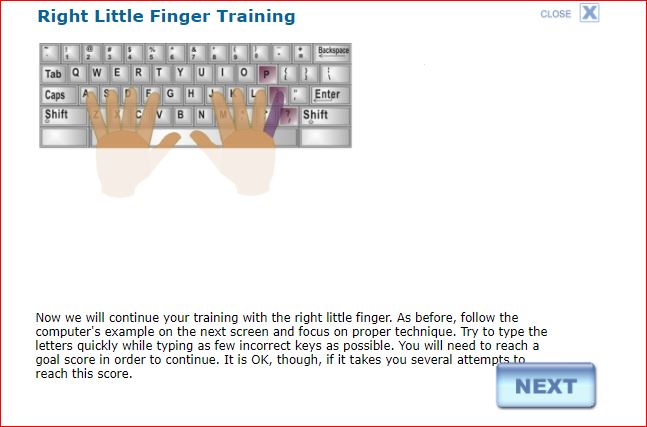 Right Little Finger Training
CLOSE X
~ ! @ # $ % ^ & * ( ) Backspace
1 2 3 4 5 6 7 8 9
Tab Q W E R T Y U I O P { }
Caps A S D F G H J K L " Enter
Shift Z X C V B N M ? Shift
Now we will continue your training with the right little finger. As before, follow the
computer's example on the next screen and focus on proper technique. Try to type the
letters quickly while typing as few incorrect keys as possible. You will need to reach a
goal score in order to continue. It is OK, though, if it takes you several attempts to
reach this score.
NEXT